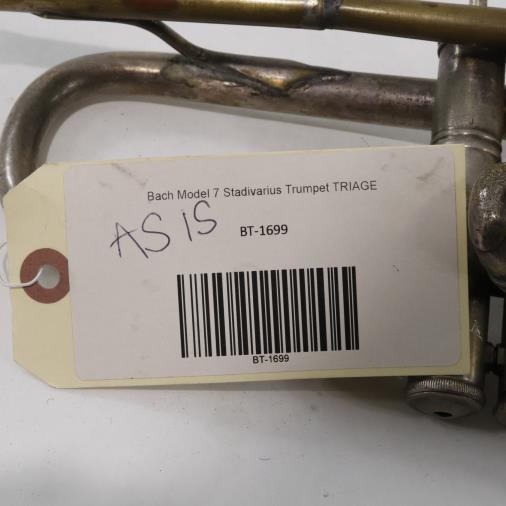 Bach Model 7 Stadivarius Trumpet TRIAGE
AS IS
BT-1699
BT-1699